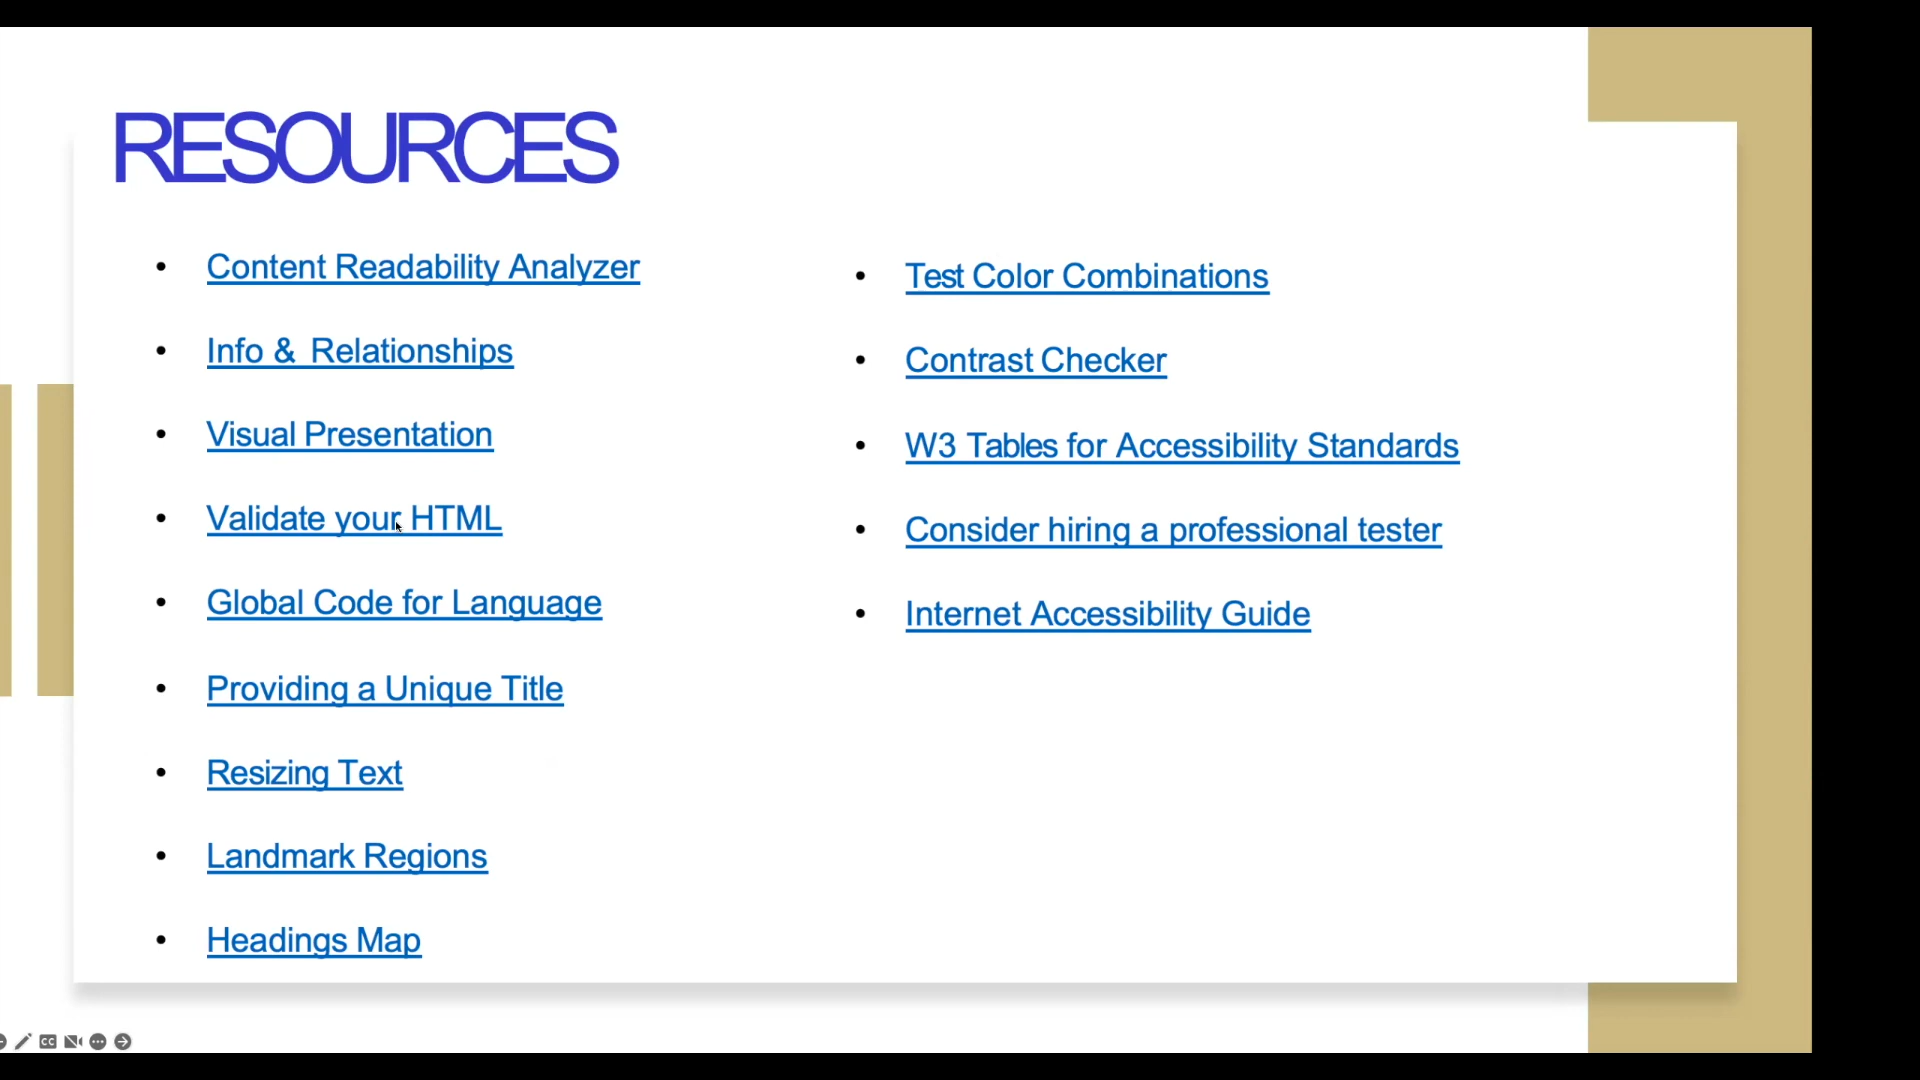 RESOURCES
• Content Readability Analyzer
• Info & Relationships
• Visual Presentation
• Validate your HTML
• Global Code for Language
• Providing a Unique Title
• Resizing Text
• Landmark Regions
• Headings Map
• Test Color Combinations
• Contrast Checker
• W3 Tables for Accessibility Standards
• Consider hiring a professional tester
• Internet Accessibility Guide
CC